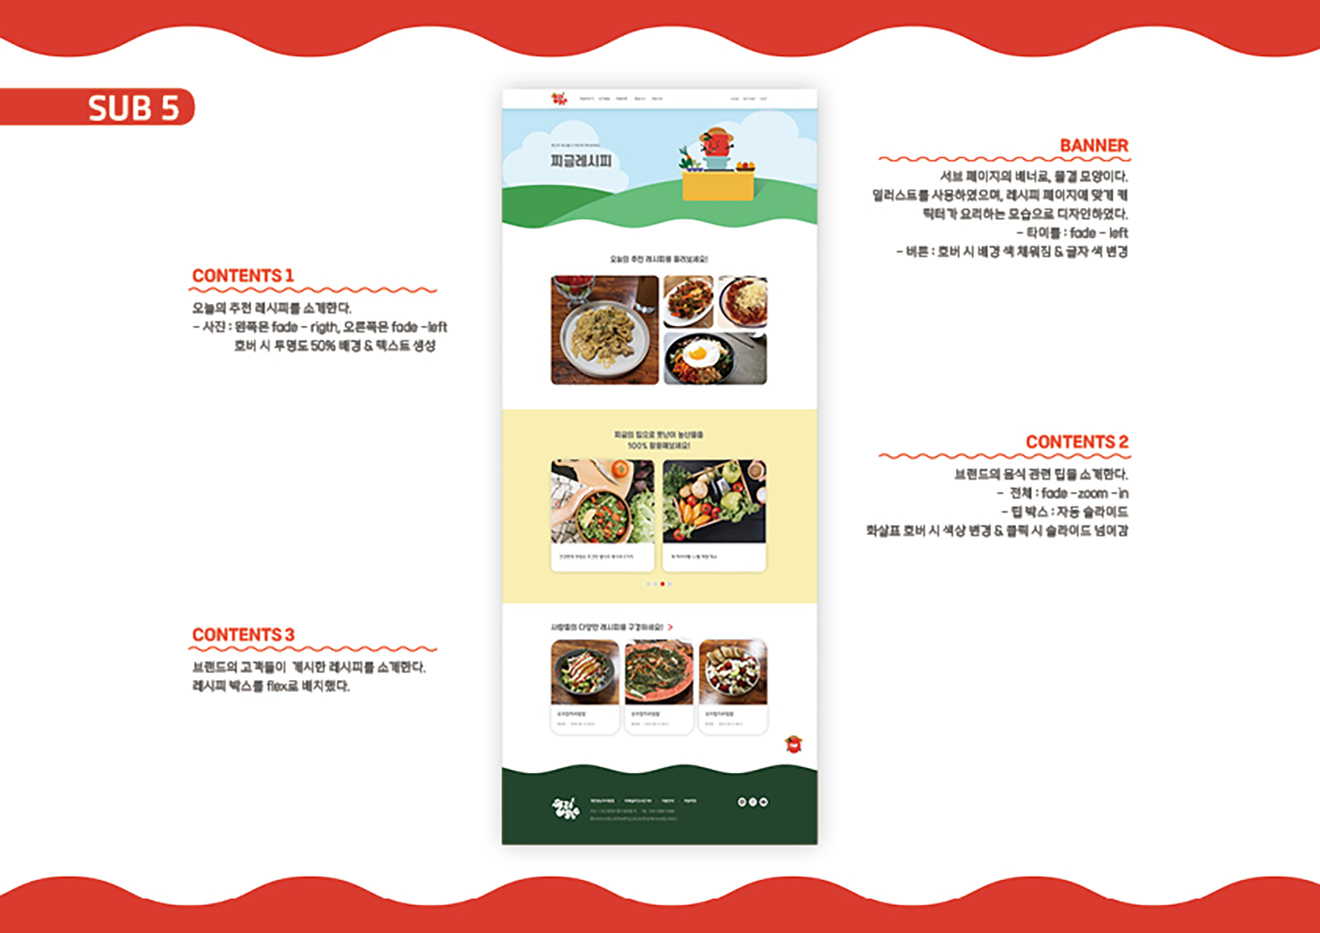 SUB 5
BANNER
서브 페이지의 배너로, 물결 모양이다.
일러스트를 사용하였으며, 레시피 페이지에 맞게 캐
릭터가 요리하는 모습으로 디자인하였다.
- 타이틀 : fade - left
- 버튼 : 호버 시 배경 색 채워짐 & 글자 색 변경
CONTENTS 1
오늘의 추천 레시피를 소개한다.
- 사진 : 왼쪽은 fade - rigth, 오른쪽은 fade -left
호버 시 투명도 50% 배경 & 텍스트 생성
CONTENTS 2
브랜드의 음식 관련 팁을 소개한다.
- 전체 : fade -zoom -in
- 팁 박스 : 자동 슬라이드
화살표 호버 시 색상 변경 & 클릭 시 슬라이드 넘어감
CONTENTS 3
브랜드의 고객들이 게시한 레시피를 소개한다.
레시피 박스를 flex로 배치했다.
찌글레시피
오늘의 추천 레시피를 둘러보세요!
찌글의 팁으로 못난이 농산물을
100% 활용해보세요!
사람들의 다양한 레시피를 구경하세요! >